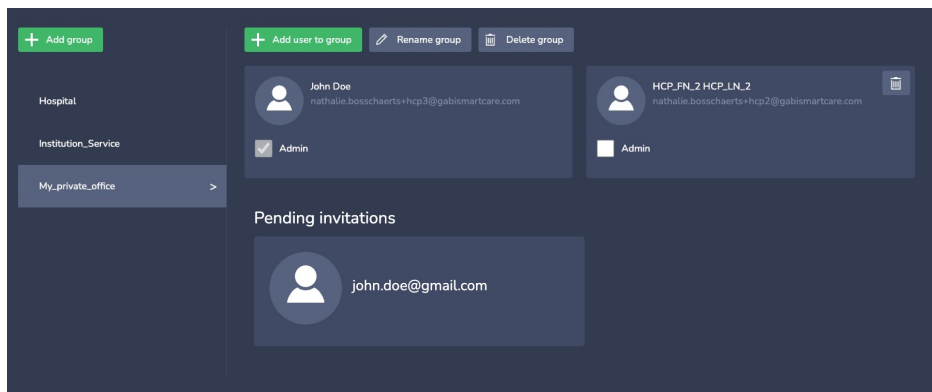 Add group
Hospital
Institution_Service
My_private_office >
Add user to group
Rename group
Delete group
John Doe
nathalie.bosschaerts+hcp3@gabismartcare.com
Admin
HCP_FN_2 HCP_LN_2
nathalie.bosschaerts+hcp2@gabismartcare.com
Admin
Pending invitations
john.doe@gmail.com